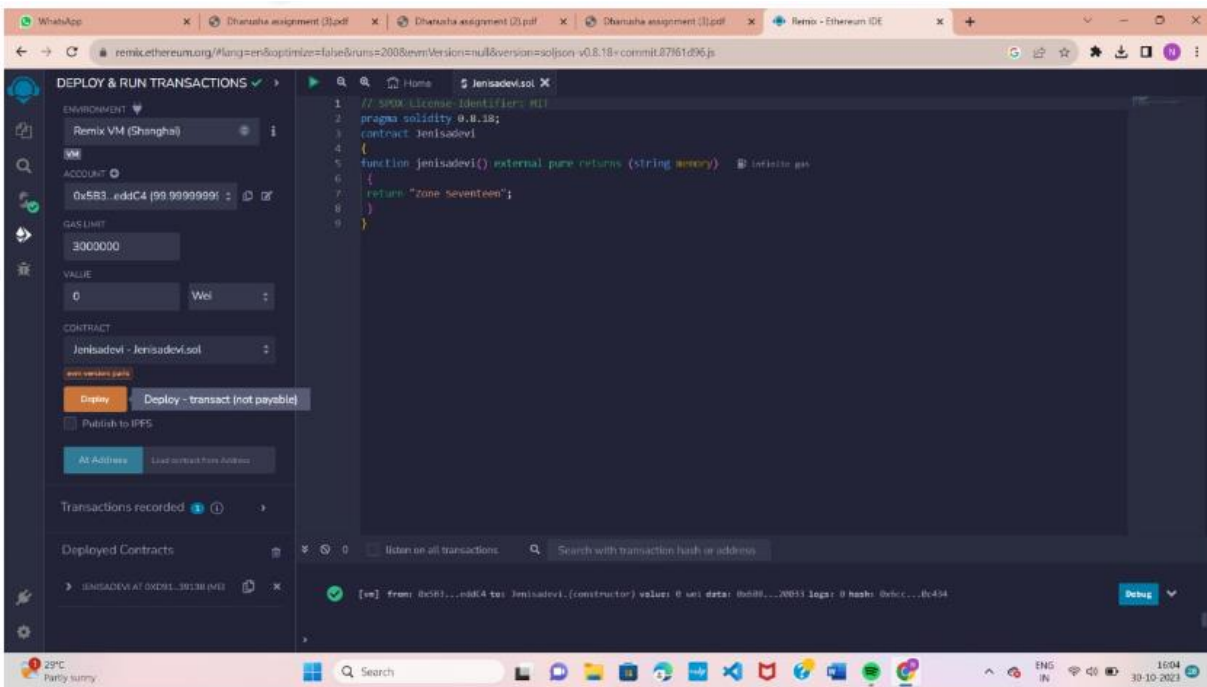 WhatsApp
Dhanusha assignment (3).pdf
Dhanusha assignment (2).pdf
Dhanusha assignment (1).pdf
Remix - Ethereum IDE
remix.ethereum.org/#lang=en&optimize=false&runs=200&evmVersion=null&version=soljson-v0.8.18+commit.87f61d96.js
N
DEPLOY & RUN TRANSACTIONS
ENVIRONMENT
Remix VM (Shanghai)
VM
ACCOUNT
0x5B3...eddC4 (99.9999999
GAS LIMIT
3000000
VALUE
0
Wei
CONTRACT
Jenisadevi - Jenisadevi.sol
evm version: paris
Deploy
Deploy - transact (not payable)
Publish to IPFS
At Address
Load contract from Address
Transactions recorded 1
Deployed Contracts
JENISADEVI AT 0XD91...39138 (MEI
Home
Jenisadevi.sol
1 // SPDX-License-Identifier: MIT
2 pragma solidity 0.8.18;
3 contract Jenisadevi
4 {
5 function jenisadevi() external pure returns (string memory) infinite gas
6 {
7 return "Zone seventeen";
8 }
9 }
0
listen on all transactions
Search with transaction hash or address
[vm] from: 0x5B3...eddC4 to: Jenisadevi.(constructor) value: 0 wei data: 0x608...20033 logs: 0 hash: 0xbcc...0c434
Debug
>
1
29°C
Partly sunny
Search
ENG
IN
16:04
30-10-2023